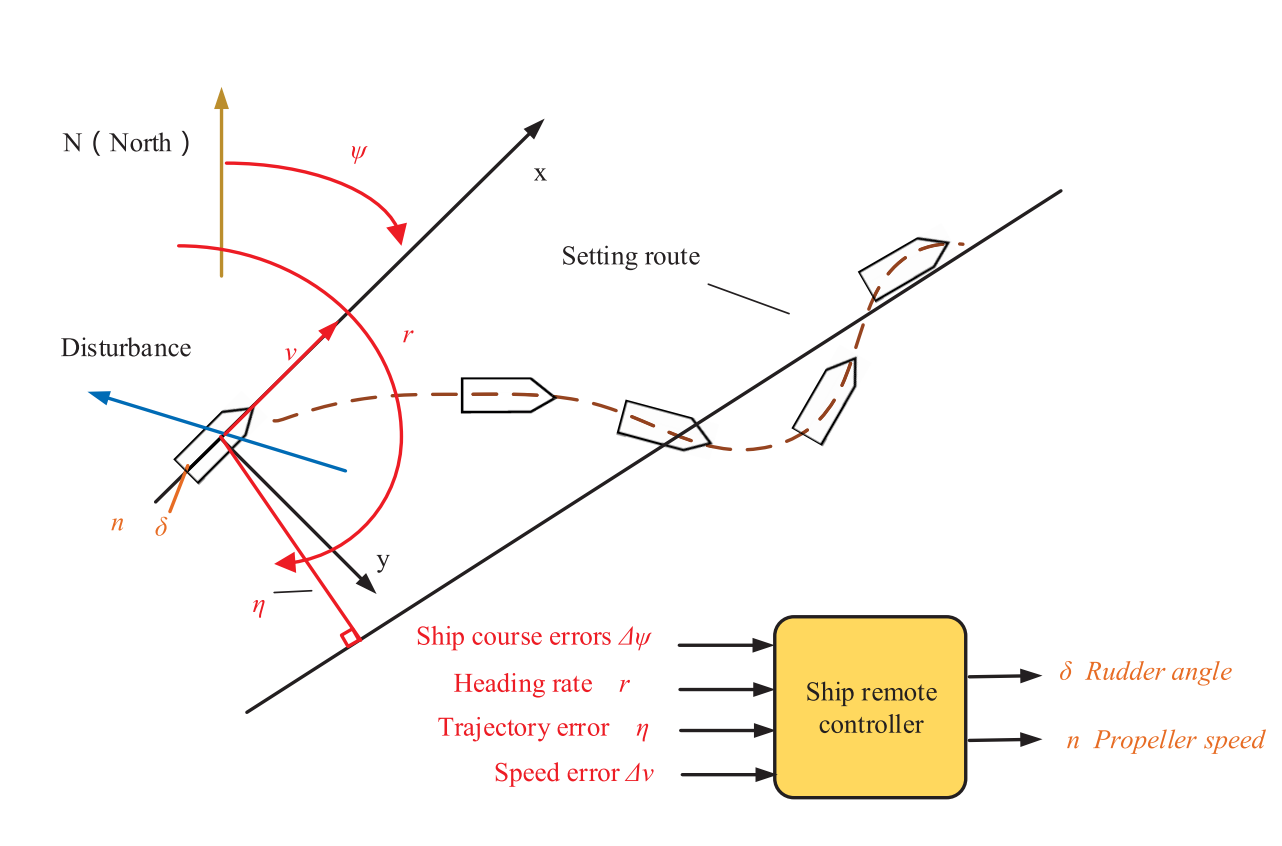 N ( North )
ψ
x
Setting route
r
Disturbance
v
n δ
y
η
Ship course errors Δψ
Heading rate r
Trajectory error η
Speed error Δv
Ship remote
controller
δ Rudder angle
n Propeller speed